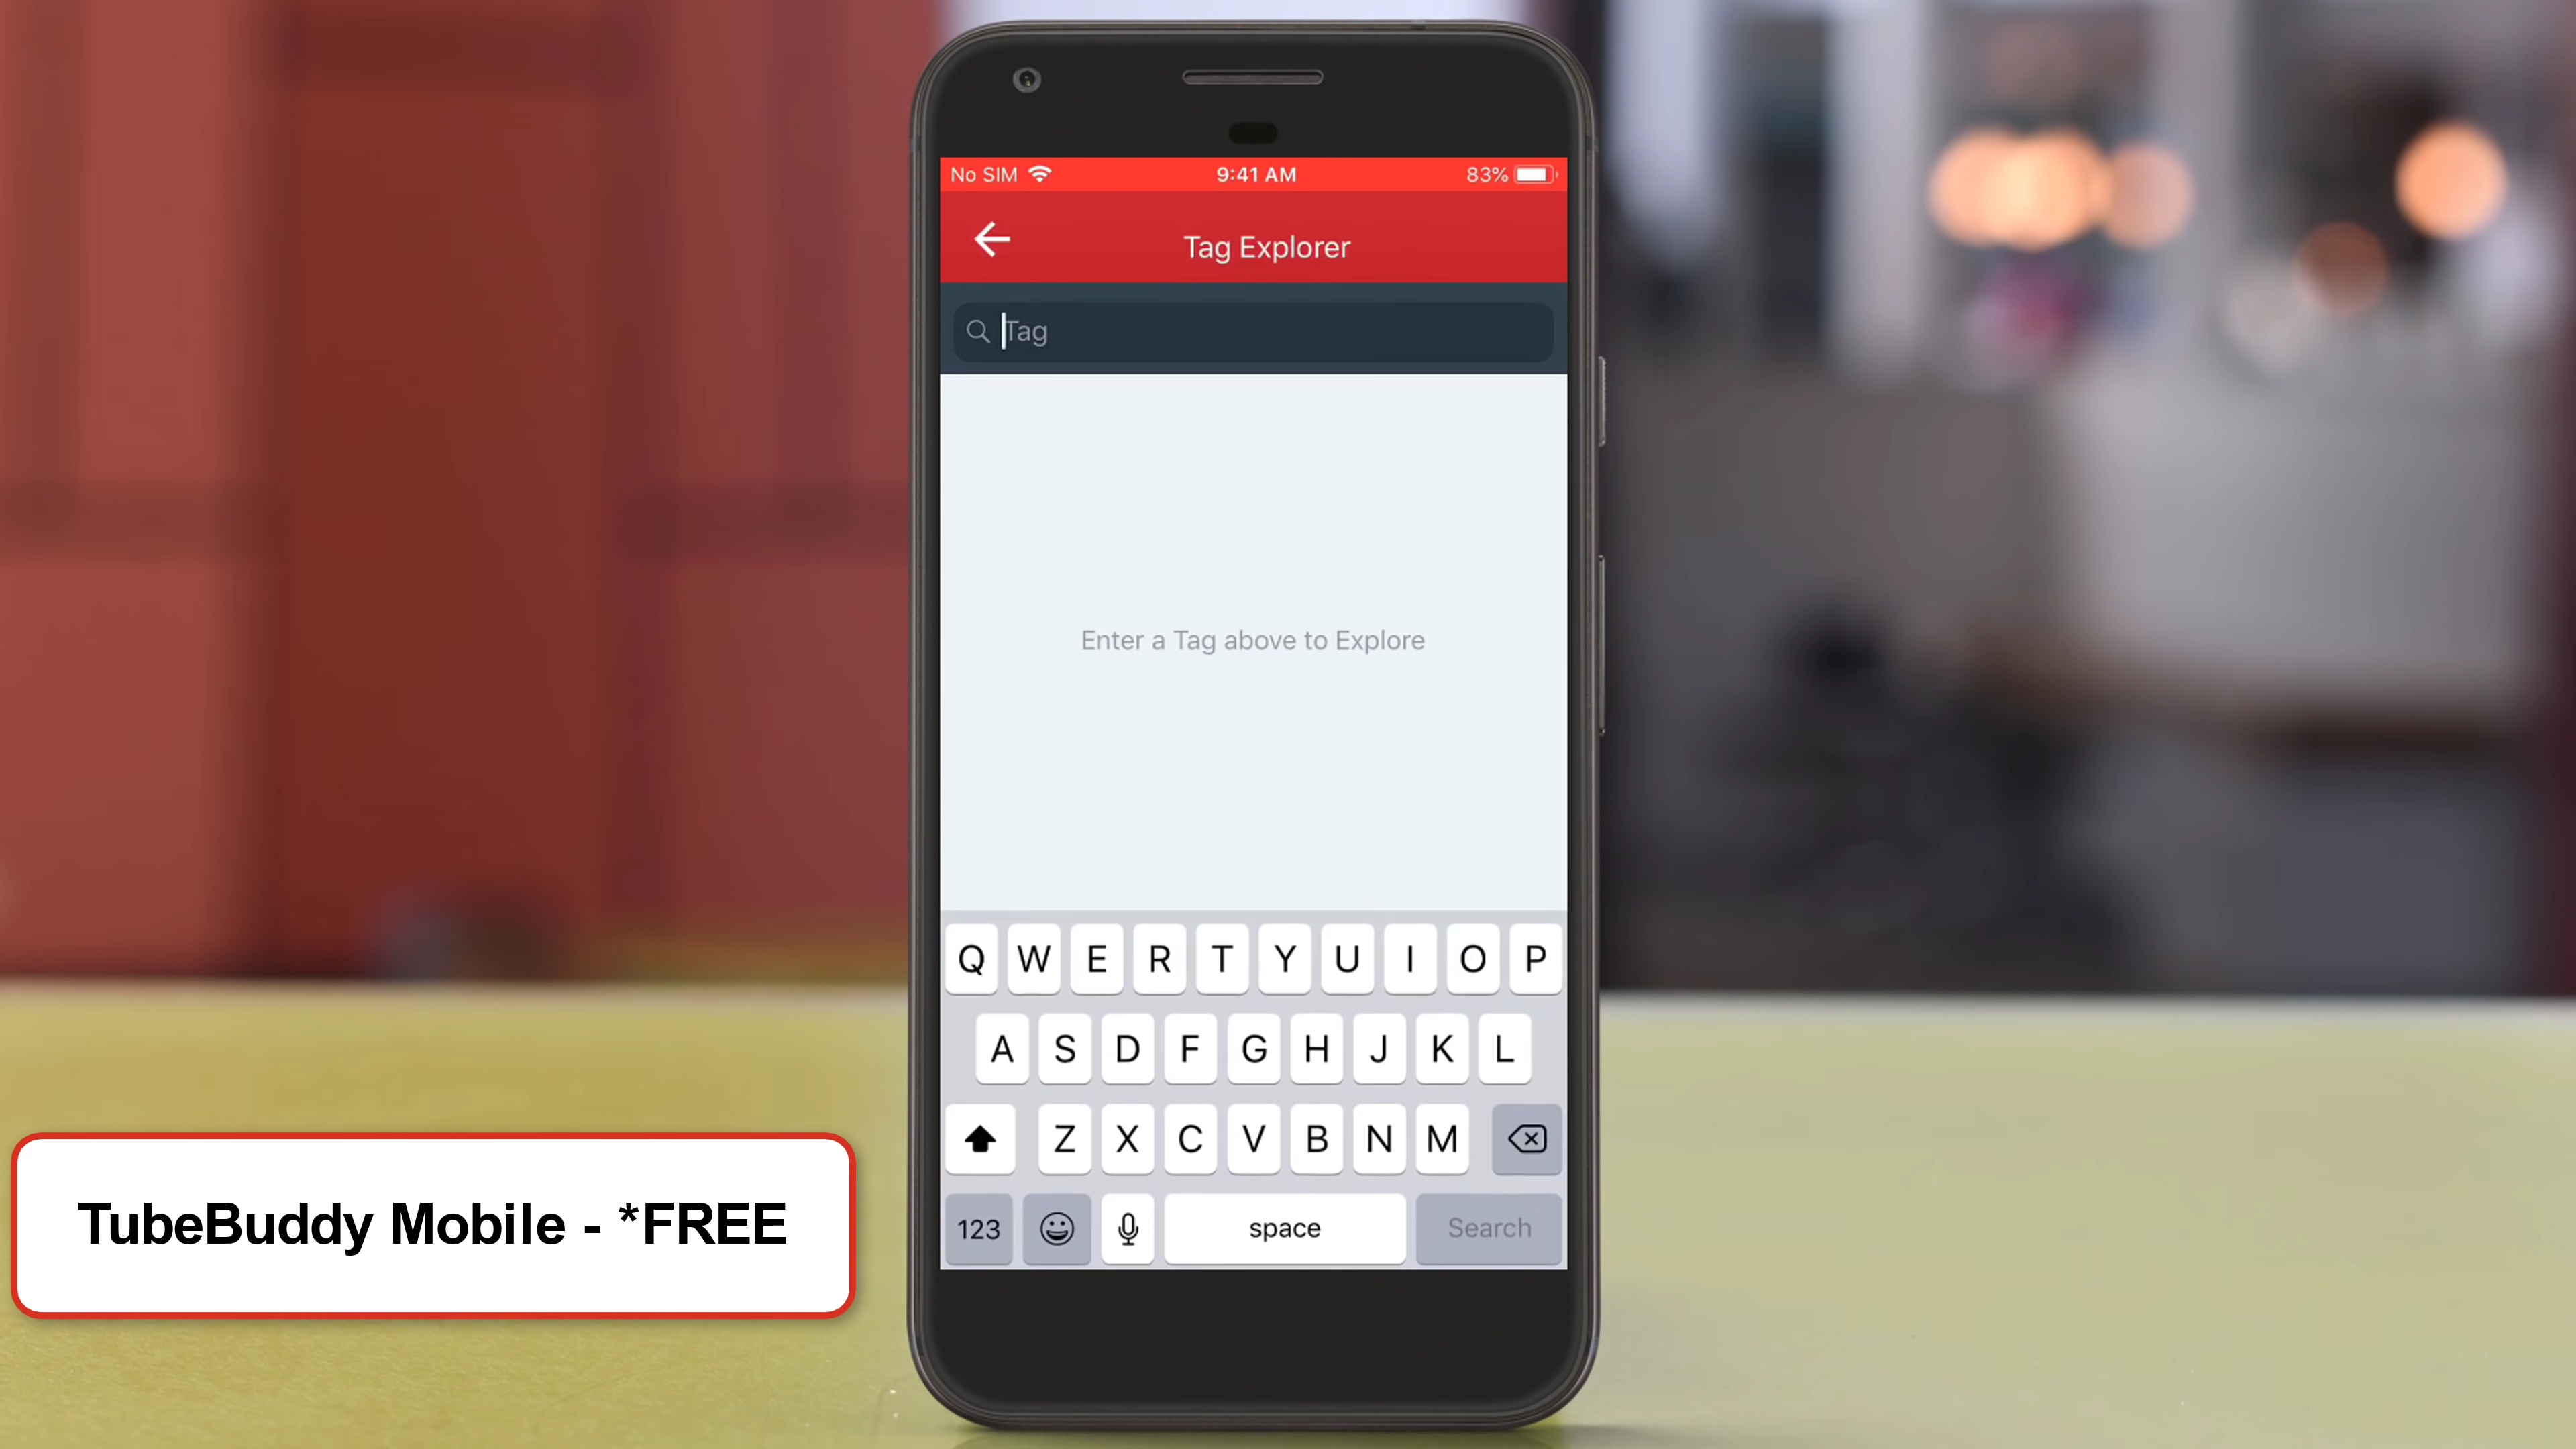 No SIM 9:41 AM 83%
Tag Explorer
Tag
Enter a Tag above to Explore
Q W E R T Y U I O P
A S D F G H J K L
Z X C V B N M
123 space Search
TubeBuddy Mobile - *FREE